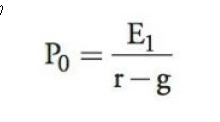 P₀ = E₁ / (r − g)